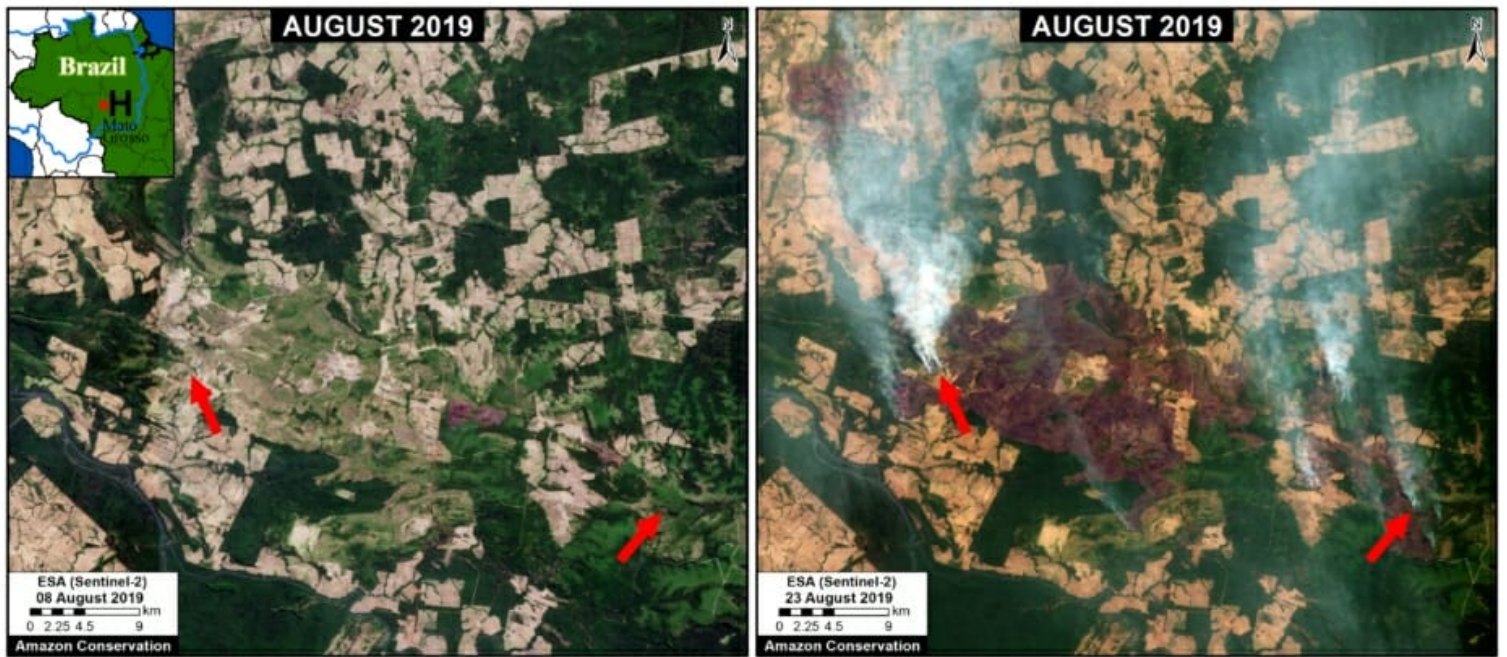 AUGUST 2019
N
Brazil
H
Mato
Grosso
ESA (Sentinel-2)
08 August 2019
km
0 2.25 4.5 9
Amazon Conservation
AUGUST 2019
N
ESA (Sentinel-2)
23 August 2019
km
0 2.25 4.5 9
Amazon Conservation